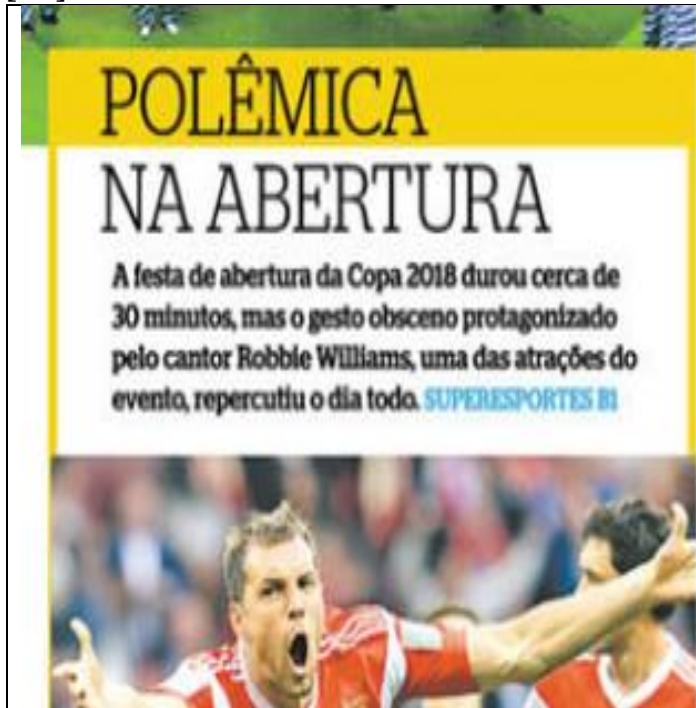 POLÊMICA
NA ABERTURA
A festa de abertura da Copa 2018 durou cerca de
30 minutos, mas o gesto obsceno protagonizado
pelo cantor Robbie Williams, uma das atrações do
evento, repercutiu o dia todo. SUPERESPORTES B1